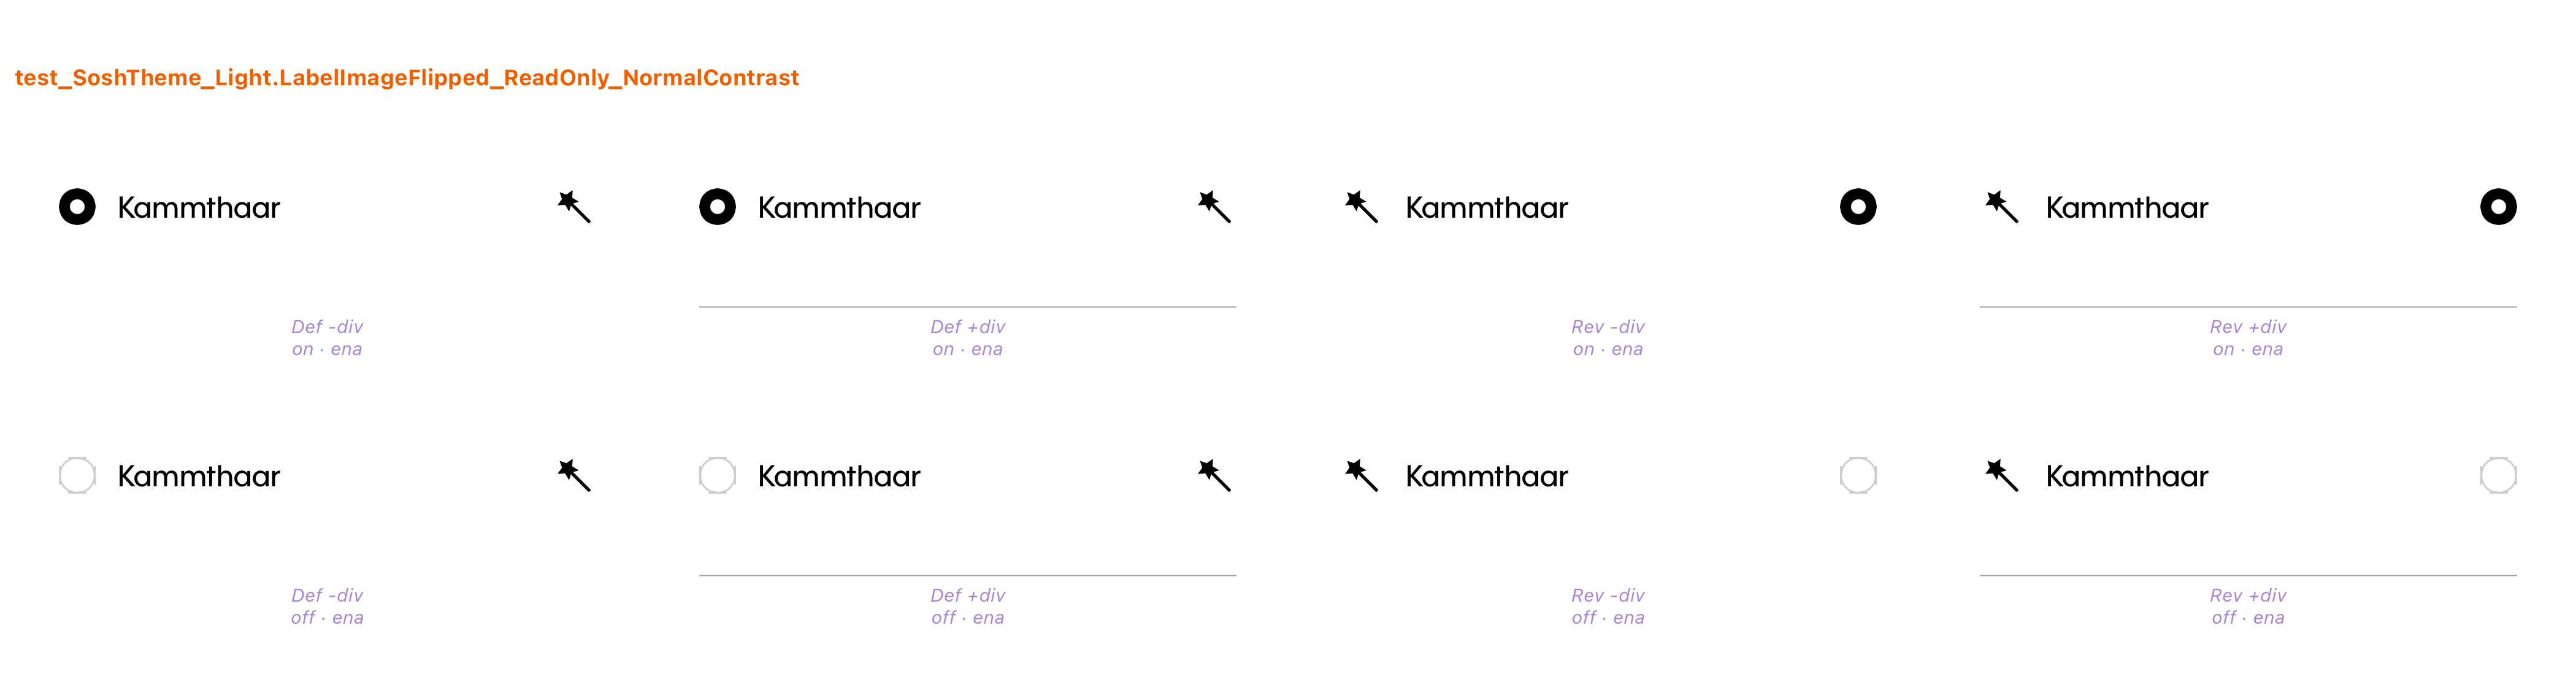 test_SoshTheme_Light.LabelImageFlipped_ReadOnly_NormalContrast
Kammthaar
Kammthaar
Kammthaar
Kammthaar
Def -div
on · ena
Def +div
on · ena
Rev -div
on · ena
Rev +div
on · ena
Kammthaar
Kammthaar
Kammthaar
Kammthaar
Def -div
off · ena
Def +div
off · ena
Rev -div
off · ena
Rev +div
off · ena